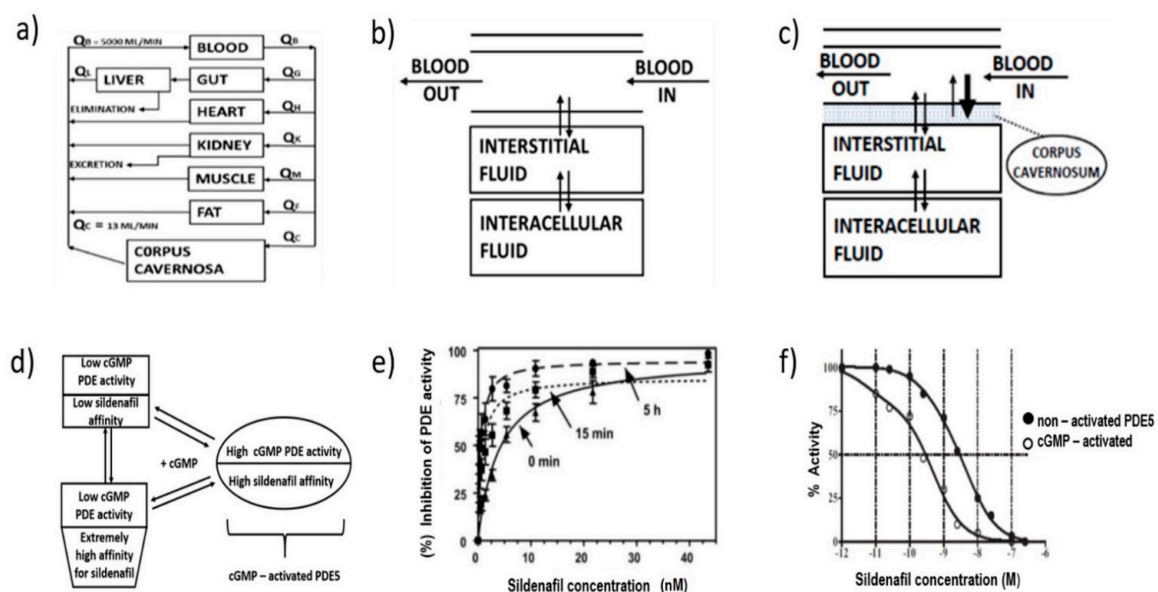 a)
QB = 5000 ML/MIN
QB
BLOOD
QL
LIVER
GUT
QG
ELIMINATION
HEART
QH
KIDNEY
QK
EXCRETION
MUSCLE
QM
FAT
QF
QC = 13 ML/MIN
QC
C0RPUS
CAVERNOSA
b)
BLOOD
OUT
BLOOD
IN
INTERSTITIAL
FLUID
INTERACELLULAR
FLUID
c)
BLOOD
OUT
BLOOD
IN
INTERSTITIAL
FLUID
CORPUS
CAVERNOSUM
INTERACELLULAR
FLUID
d)
Low cGMP
PDE activity
Low sildenafil
affinity
+ cGMP
High cGMP PDE activity
High sildenafil affinity
Low cGMP
PDE activity
Extremely
high affinity
for sildenafil
cGMP – activated PDE5
e)
(%) Inhibition of PDE activity
100
75
50
25
0
5 h
15 min
0 min
0
10
20
30
40
Sildenafil concentration (nM)
f)
% Activity
100
50
0
non – activated PDE5
cGMP – activated
-12
-11
-10
-9
-8
-7
-6
Sildenafil concentration (M)